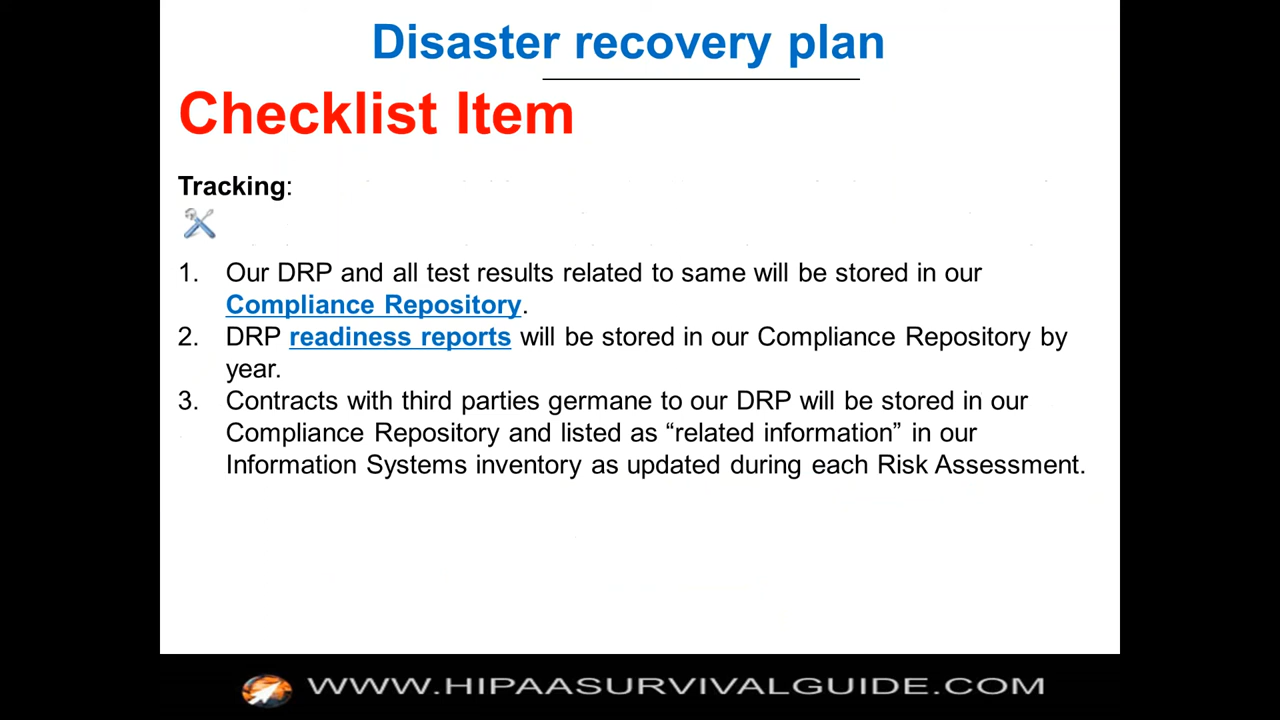 Disaster recovery plan
Checklist Item
Tracking:
1. Our DRP and all test results related to same will be stored in our
Compliance Repository.
2. DRP readiness reports will be stored in our Compliance Repository by
year.
3. Contracts with third parties germane to our DRP will be stored in our
Compliance Repository and listed as “related information” in our
Information Systems inventory as updated during each Risk Assessment.
WWW.HIPAASURVIVALGUIDE.COM